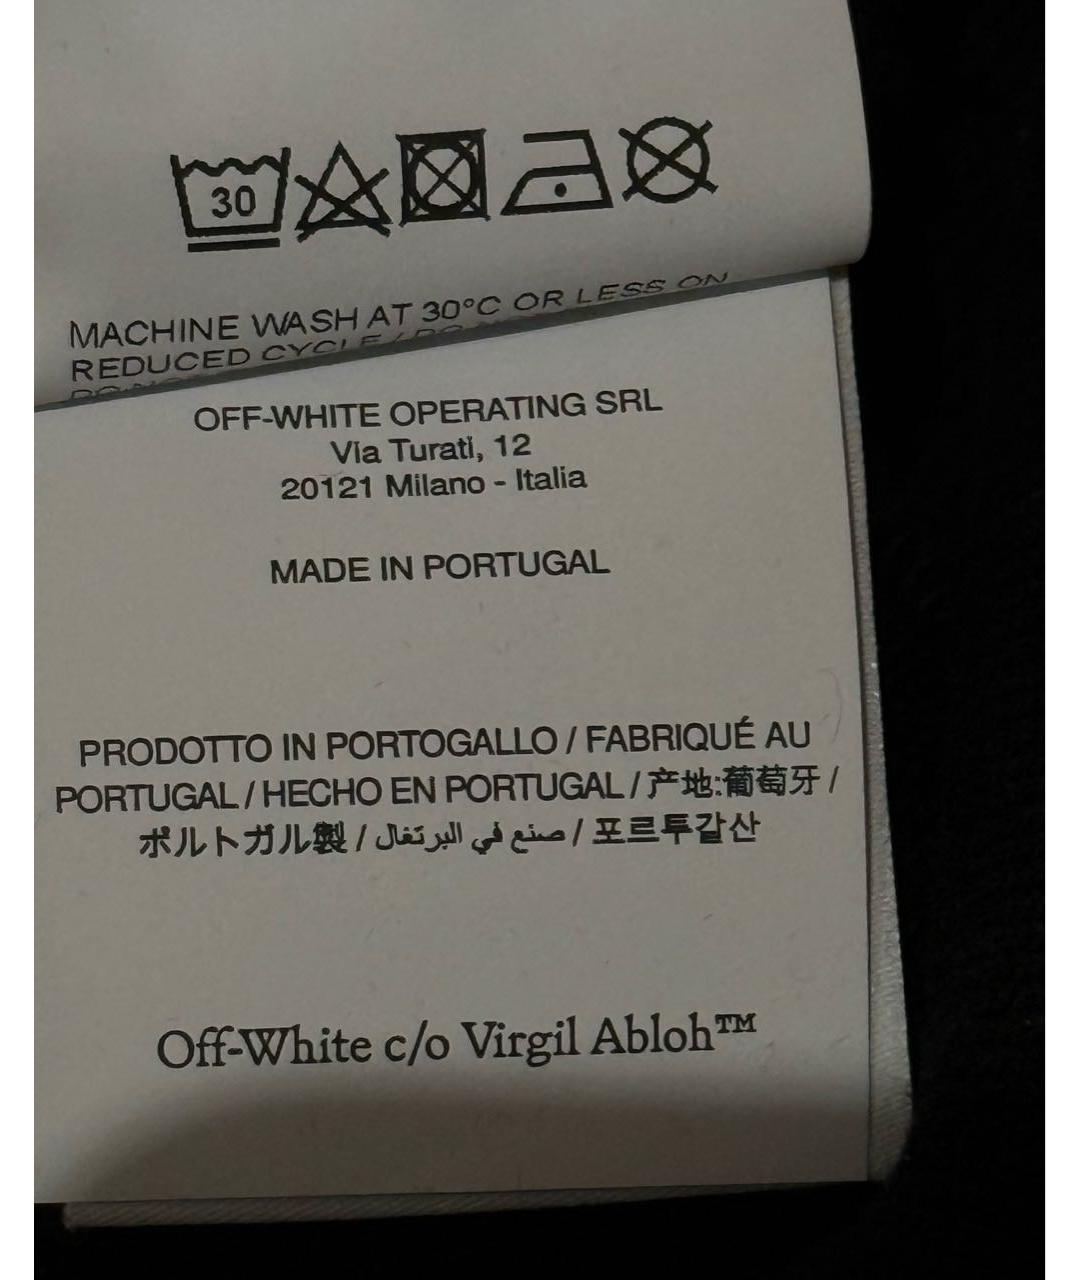 30
MACHINE WASH AT 30°C OR LESS ON
REDUCED CYCLE /
OFF-WHITE OPERATING SRL
Via Turati, 12
20121 Milano - Italia
MADE IN PORTUGAL
PRODOTTO IN PORTOGALLO / FABRIQUÉ AU
PORTUGAL / HECHO EN PORTUGAL / 产地:葡萄牙 /
ポルトガル製 / صنع في البرتغال / 포르투갈산
Off-White c/o Virgil Abloh™